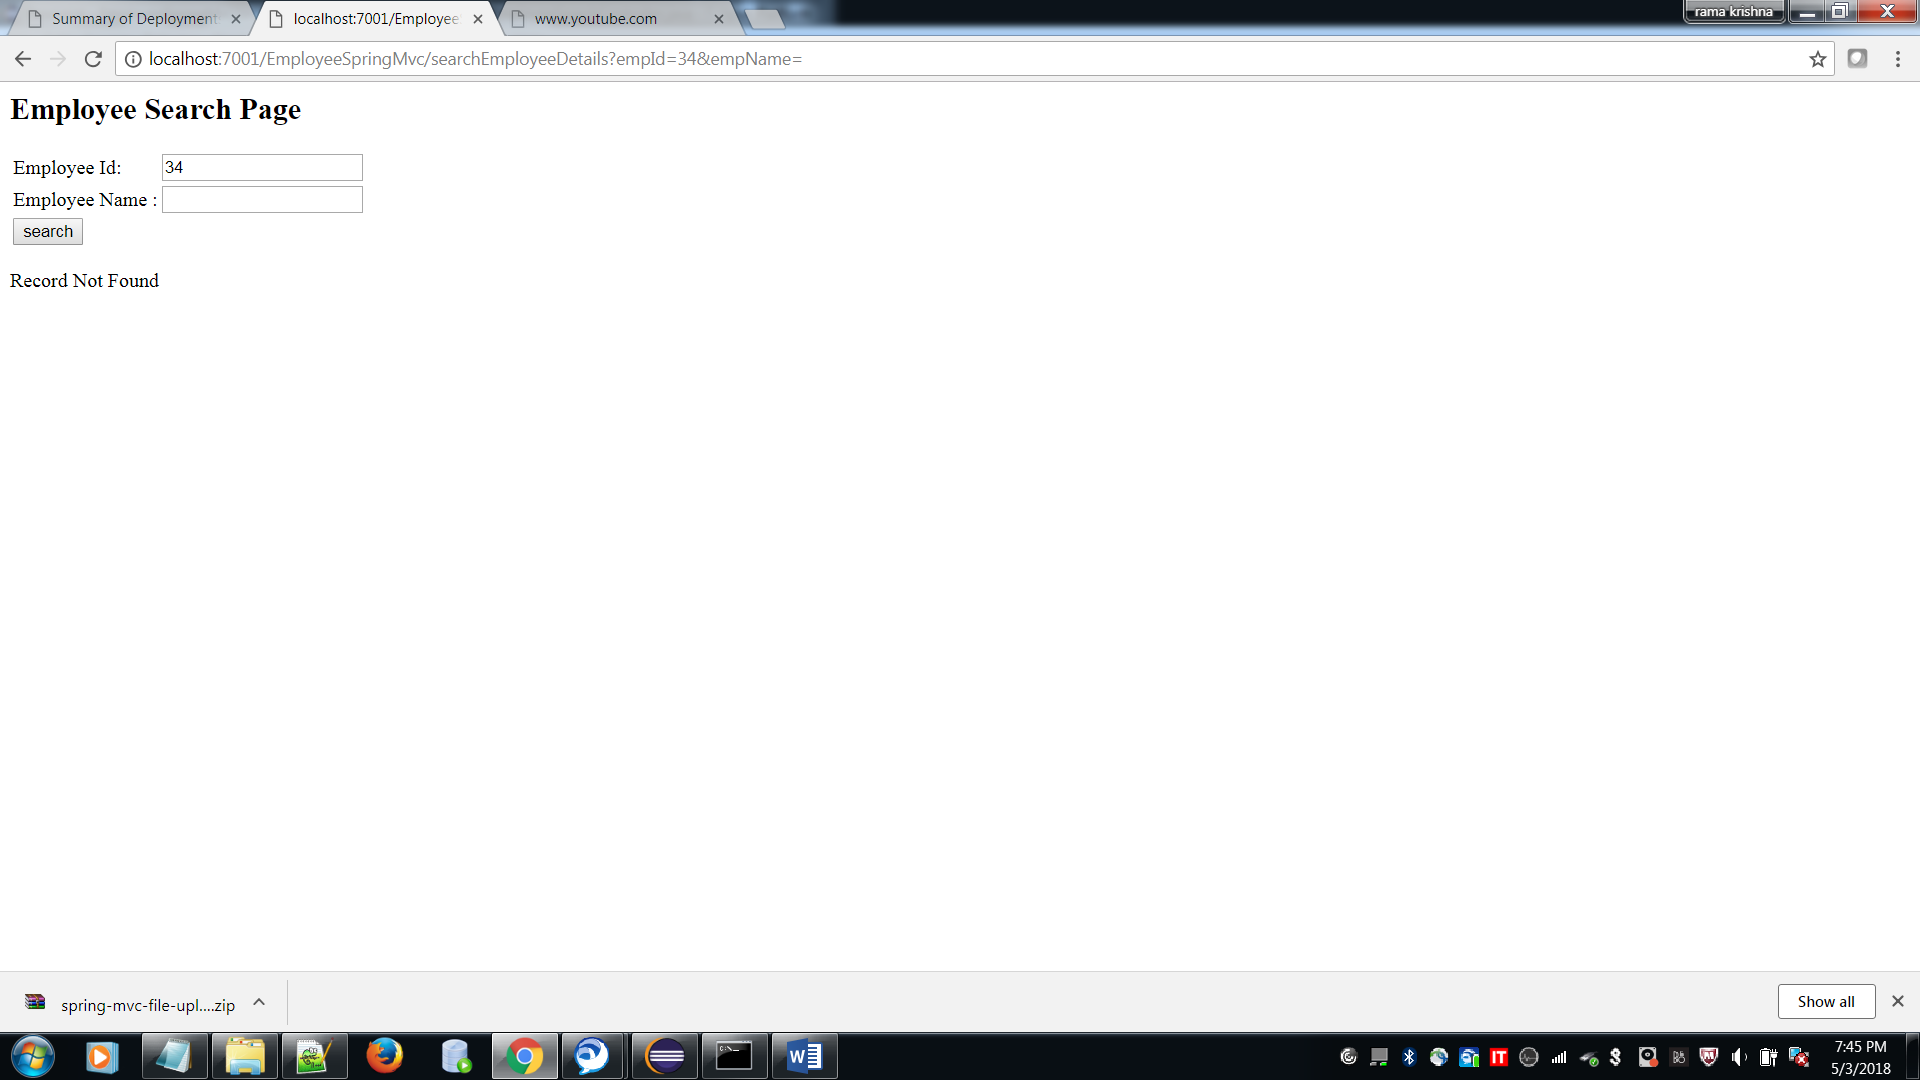 rama krishna
Summary of Deployment
localhost:7001/Employee
www.youtube.com
localhost:7001/EmployeeSpringMvc/searchEmployeeDetails?empId=34&empName=
Employee Search Page
Employee Id: 34
Employee Name :
search
Record Not Found
spring-mvc-file-upl....zip
Show all
7:45 PM
5/3/2018